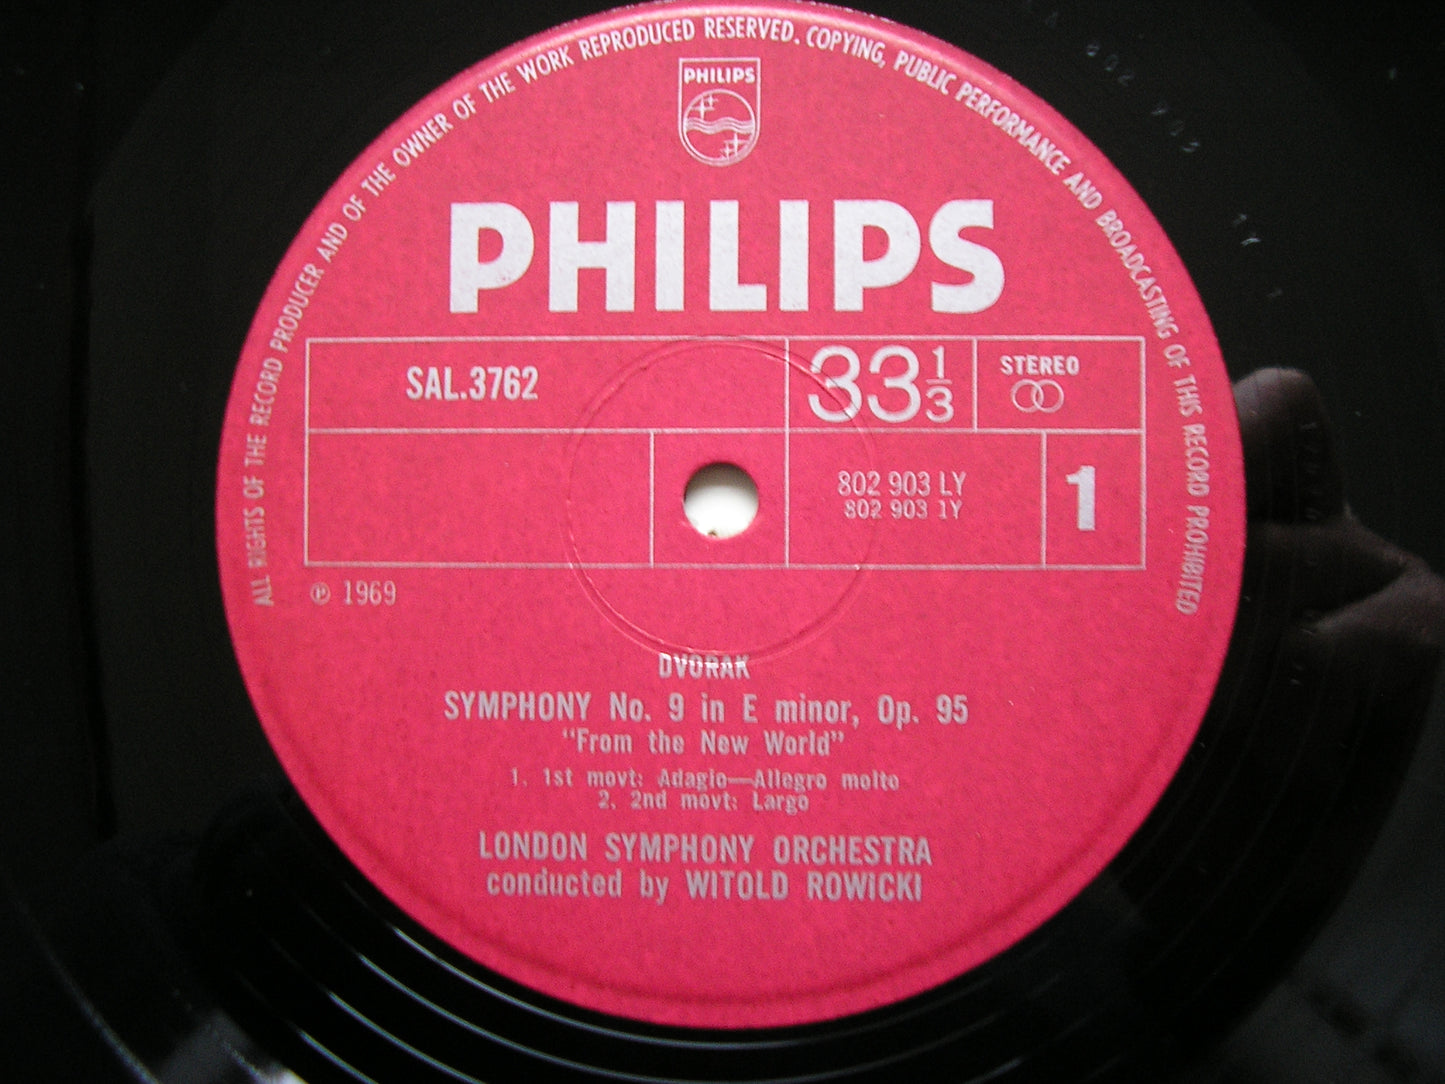 ALL RIGHTS OF THE RECORD PRODUCER AND OF THE OWNER OF THE WORK REPRODUCED RESERVED. COPYING, PUBLIC PERFORMANCE AND BROADCASTING OF THIS RECORD PROHIBITED
PHILIPS
PHILIPS
SAL.3762
33 1/3
STEREO
802 903 LY
802 903 1Y
1
℗ 1969
DVORAK
SYMPHONY No. 9 in E minor, Op. 95
"From the New World"
1. 1st movt: Adagio—Allegro molto
2. 2nd movt: Largo
LONDON SYMPHONY ORCHESTRA
conducted by WITOLD ROWICKI